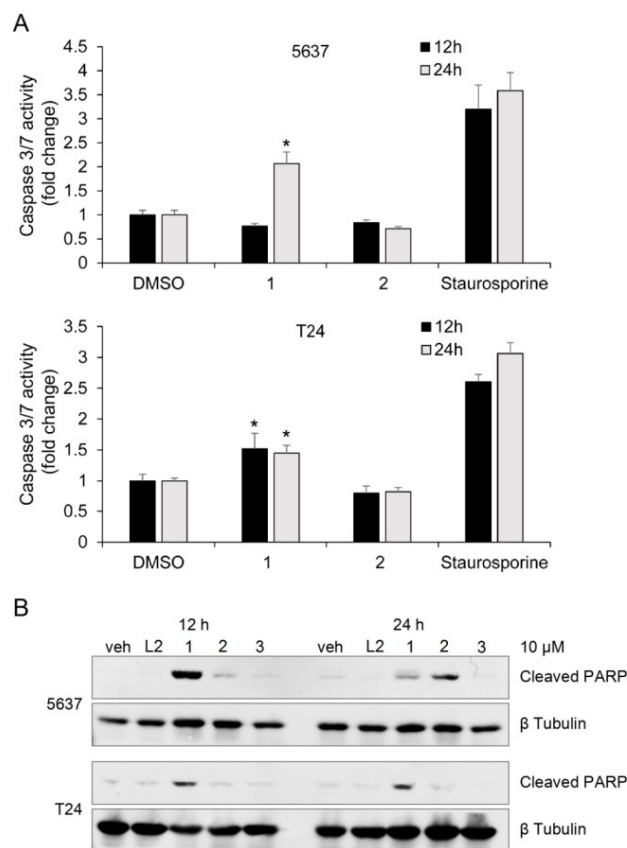 A
5637
12h
24h
Caspase 3/7 activity
(fold change)
4.5
4
3.5
3
2.5
2
1.5
1
0.5
0
*
DMSO 1 2 Staurosporine
T24
12h
24h
Caspase 3/7 activity
(fold change)
3.5
3
2.5
2
1.5
1
0.5
0
* *
DMSO 1 2 Staurosporine
B
12 h 24 h
veh L2 1 2 3 veh L2 1 2 3 10 μM
Cleaved PARP
5637
β Tubulin
Cleaved PARP
T24
β Tubulin